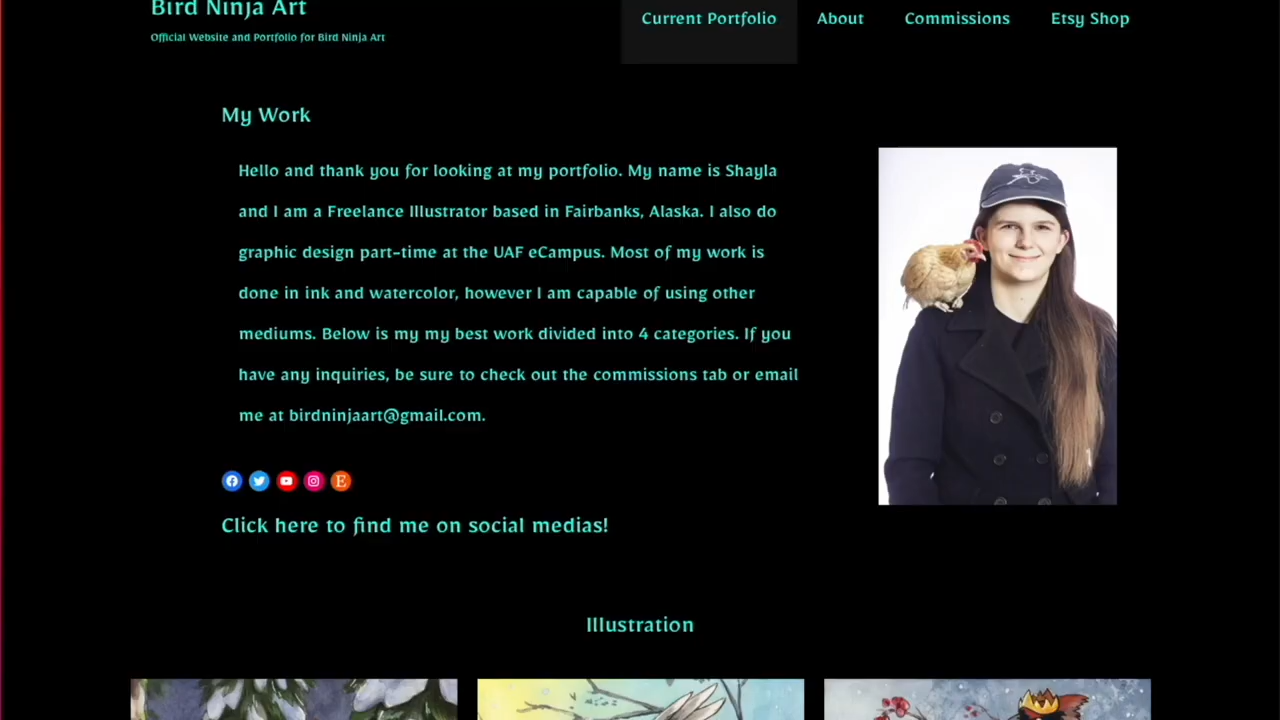 Bird Ninja Art
Official Website and Portfolio for Bird Ninja Art
Current Portfolio
About
Commissions
Etsy Shop
My Work
Hello and thank you for looking at my portfolio. My name is Shayla
and I am a Freelance Illustrator based in Fairbanks, Alaska. I also do
graphic design part-time at the UAF eCampus. Most of my work is
done in ink and watercolor, however I am capable of using other
mediums. Below is my my best work divided into 4 categories. If you
have any inquiries, be sure to check out the commissions tab or email
me at birdninjaart@gmail.com.
E
Click here to find me on social medias!
Illustration